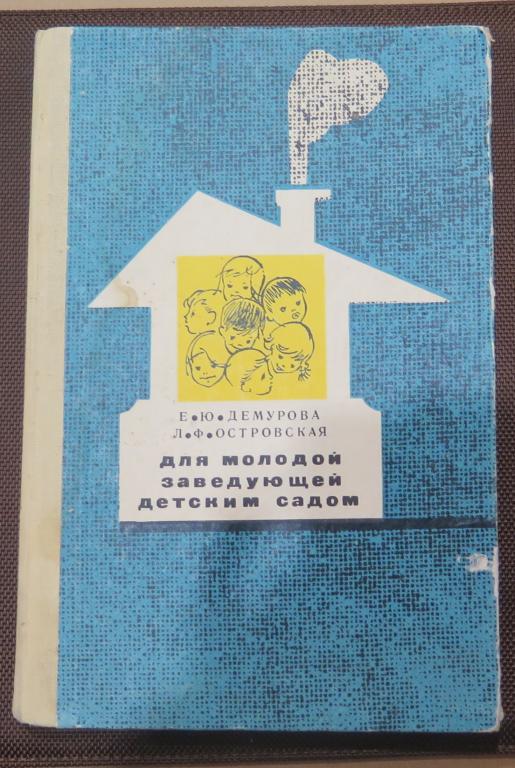 Е.Ю.ДЕМУРОВА
Л.Ф.ОСТРОВСКАЯ
для молодой
заведующей
детским садом